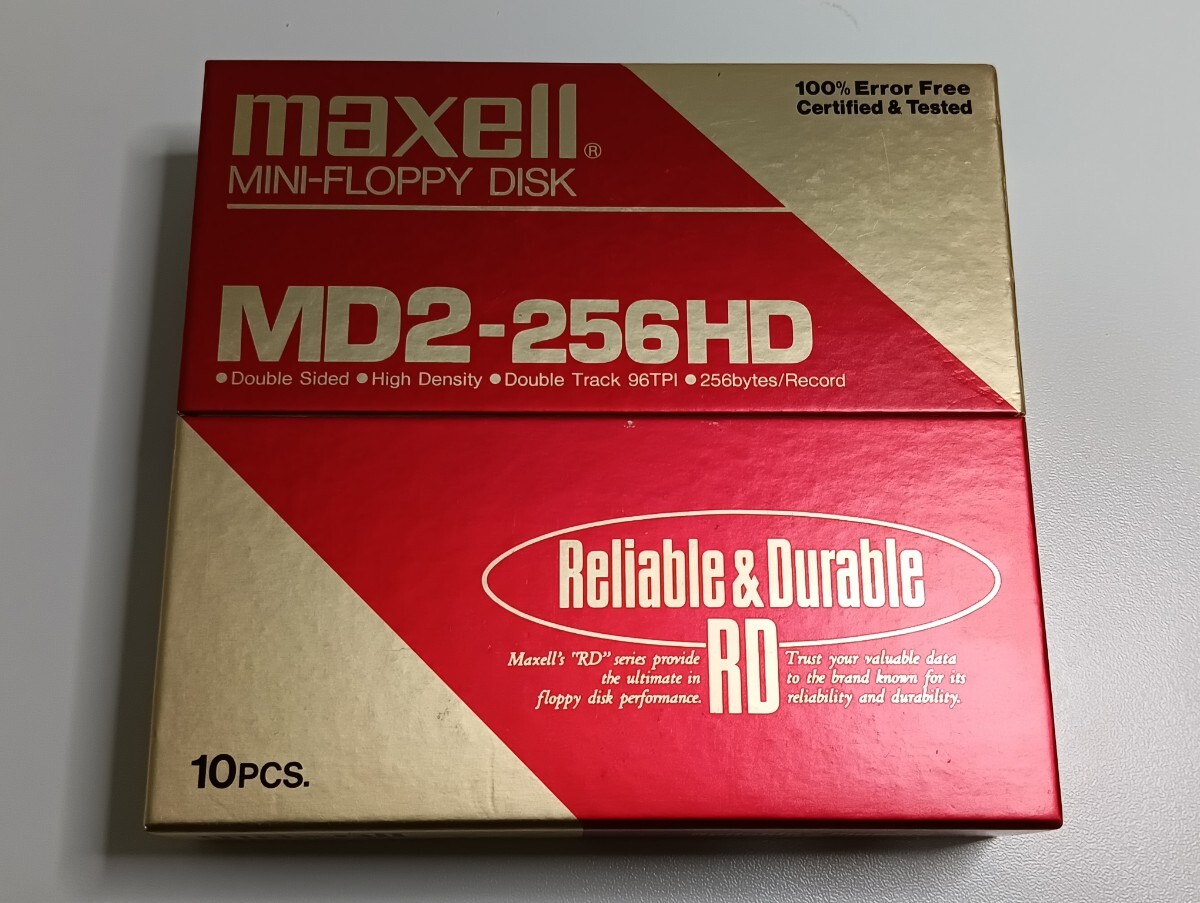 maxell®
MINI-FLOPPY DISK
100% Error Free
Certified & Tested
MD2-256HD
●Double Sided ●High Density ●Double Track 96TPI ●256bytes/Record
Reliable & Durable
RD
Maxell's "RD" series provide
the ultimate in
floppy disk performance.
Trust your valuable data
to the brand known for its
reliability and durability.
10PCS.